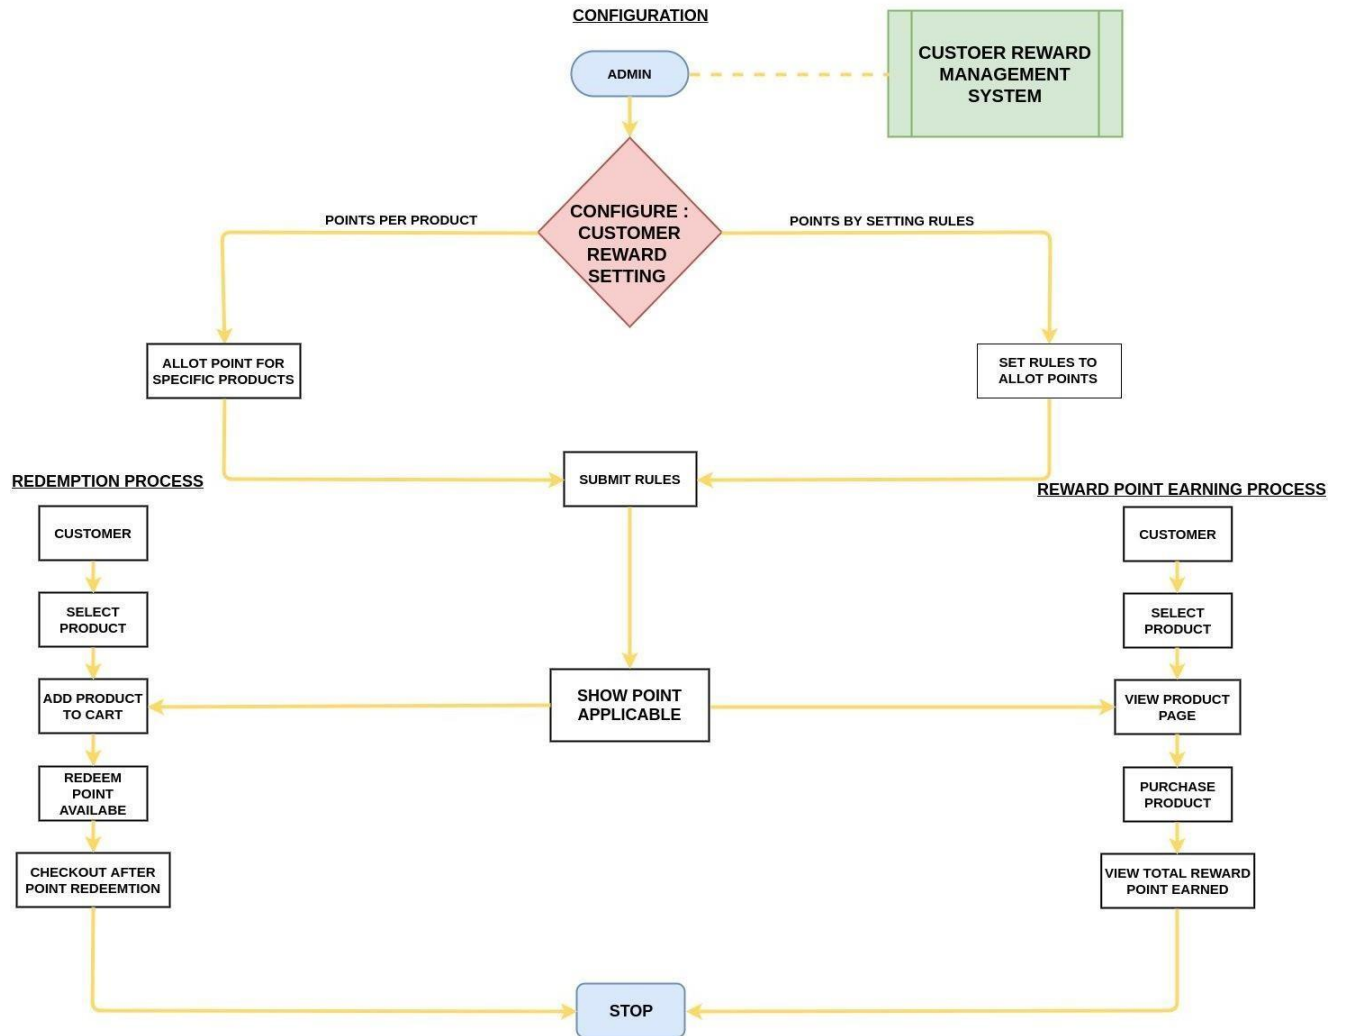 CONFIGURATION
ADMIN
CUSTOER REWARD
MANAGEMENT
SYSTEM
CONFIGURE :
CUSTOMER
REWARD
SETTING
POINTS PER PRODUCT
POINTS BY SETTING RULES
ALLOT POINT FOR
SPECIFIC PRODUCTS
SET RULES TO
ALLOT POINTS
SUBMIT RULES
SHOW POINT
APPLICABLE
REDEMPTION PROCESS
CUSTOMER
SELECT
PRODUCT
ADD PRODUCT
TO CART
REDEEM
POINT
AVAILABE
CHECKOUT AFTER
POINT REDEEMTION
REWARD POINT EARNING PROCESS
CUSTOMER
SELECT
PRODUCT
VIEW PRODUCT
PAGE
PURCHASE
PRODUCT
VIEW TOTAL REWARD
POINT EARNED
STOP